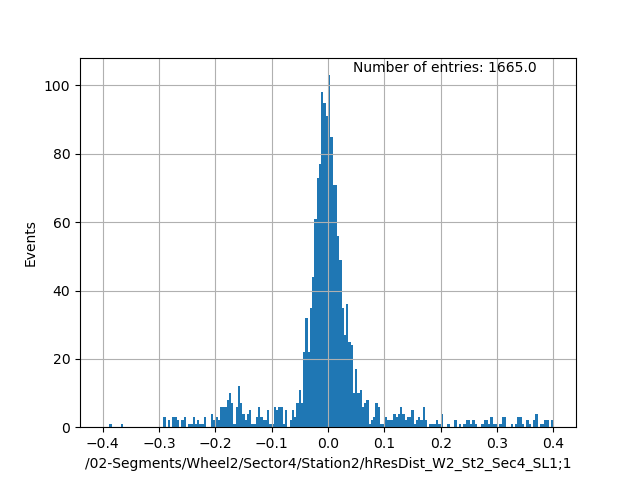 Number of entries: 1665.0
100
80
60
40
20
0
Events
−0.4 −0.3 −0.2 −0.1 0.0 0.1 0.2 0.3 0.4
/02-Segments/Wheel2/Sector4/Station2/hResDist_W2_St2_Sec4_SL1;1